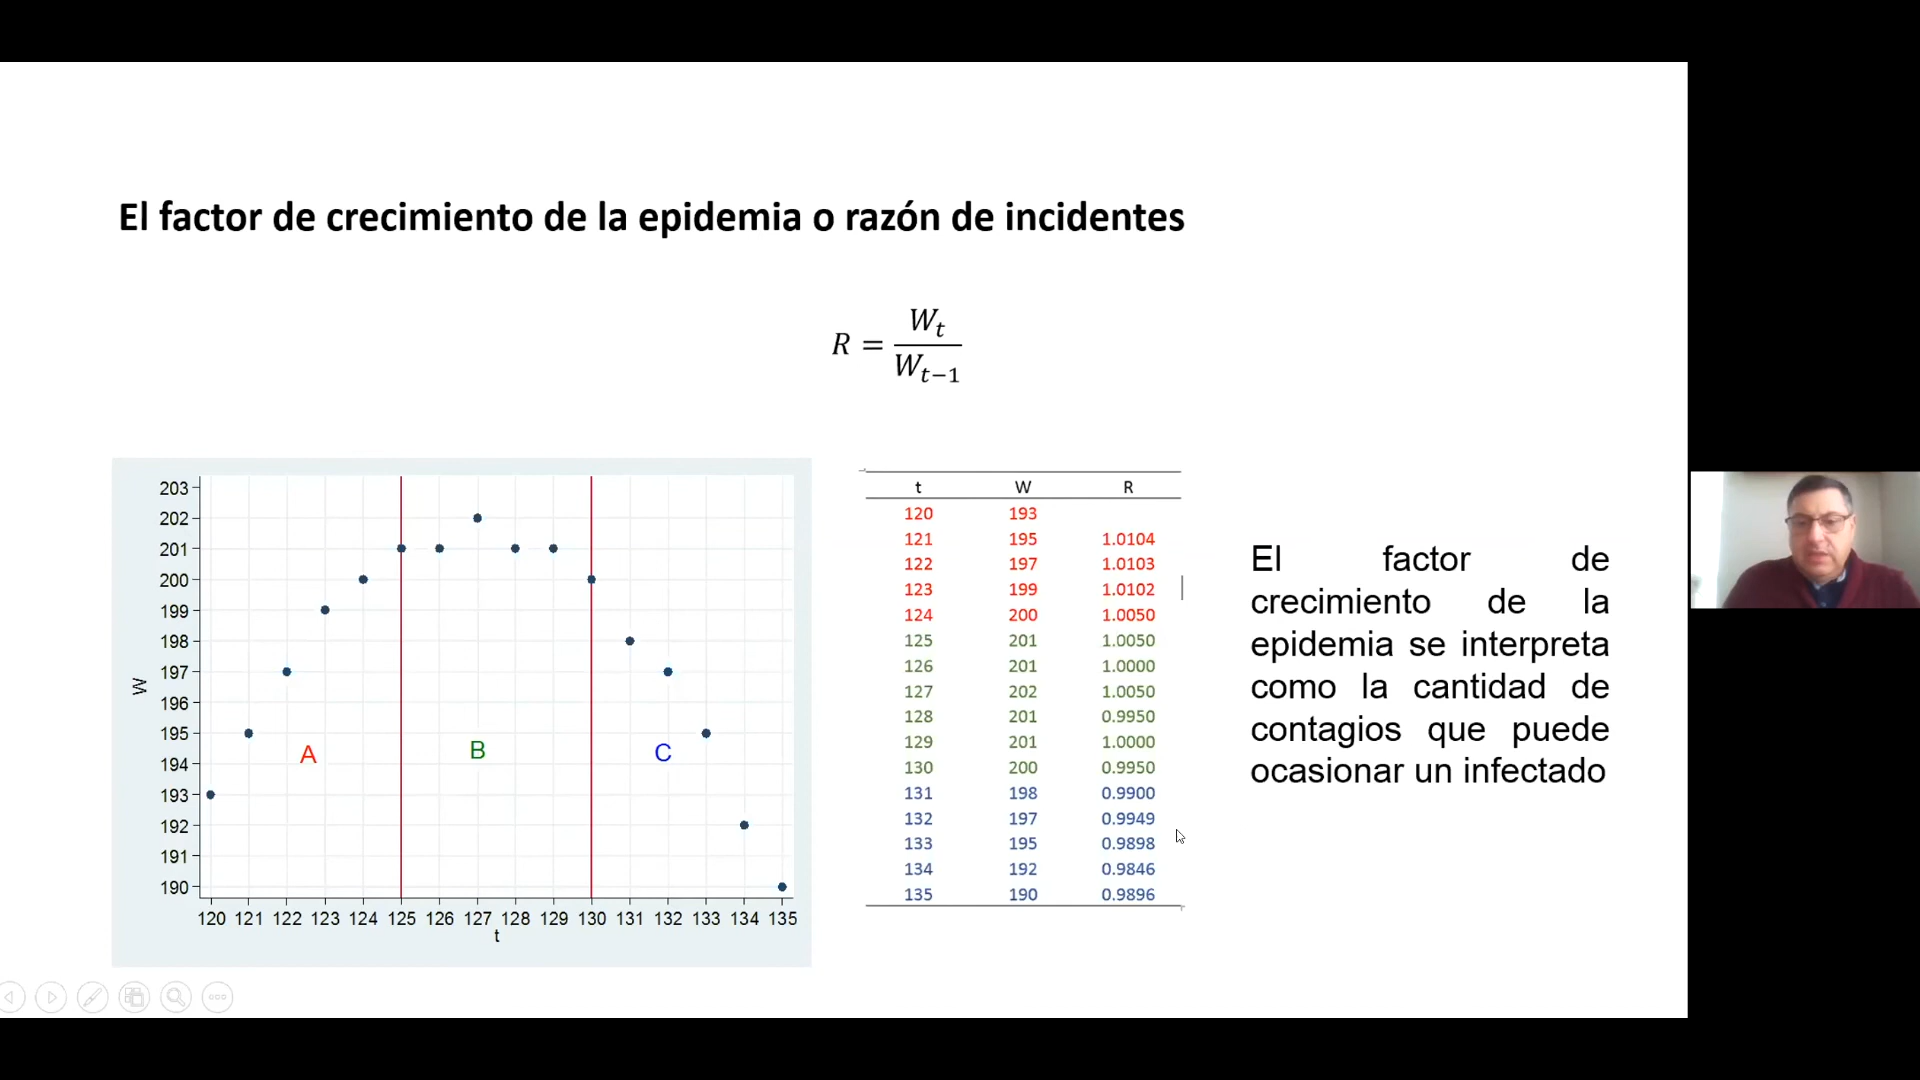 El factor de crecimiento de la epidemia o razón de incidentes
R = W_t / W_{t-1}
203
202
201
200
199
198
197
196
195
194
193
192
191
190
W
A
B
C
120 121 122 123 124 125 126 127 128 129 130 131 132 133 134 135
t
t W R
120 193
121 195 1.0104
122 197 1.0103
123 199 1.0102
124 200 1.0050
125 201 1.0050
126 201 1.0000
127 202 1.0050
128 201 0.9950
129 201 1.0000
130 200 0.9950
131 198 0.9900
132 197 0.9949
133 195 0.9898
134 192 0.9846
135 190 0.9896
El factor de
crecimiento de la
epidemia se interpreta
como la cantidad de
contagios que puede
ocasionar un infectado